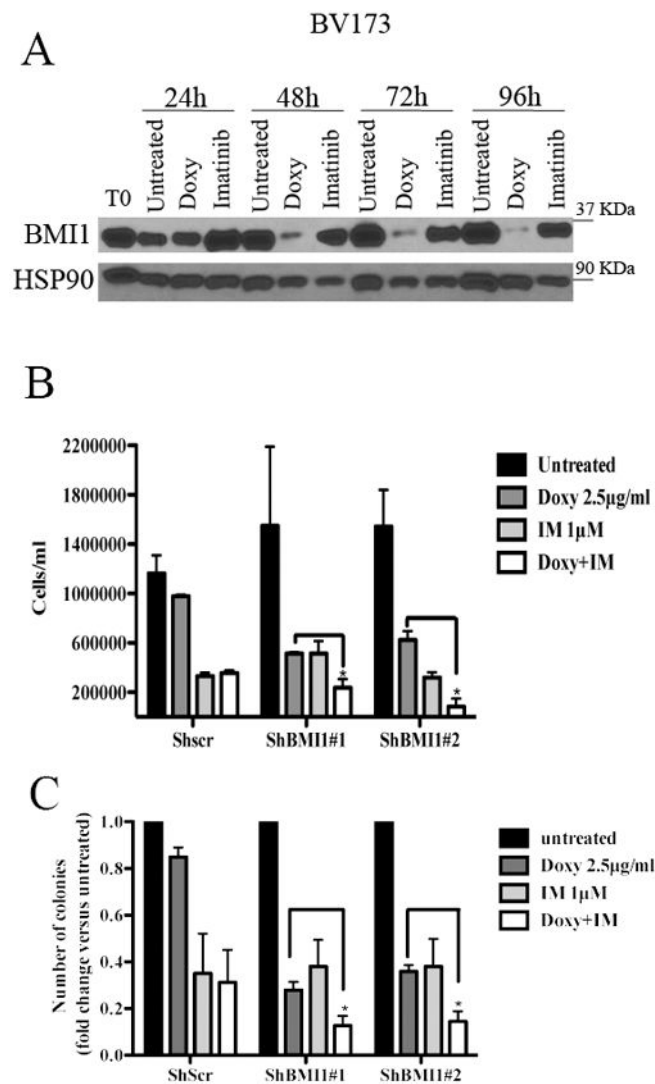 BV173
A
24h 48h 72h 96h
T0 Untreated Doxy Imatinib Untreated Doxy Imatinib Untreated Doxy Imatinib Untreated Doxy Imatinib
37 KDa
BMI1
90 KDa
HSP90
B
2200000
1800000
1400000
1000000
600000
200000
Cells/ml
Untreated
Doxy 2.5µg/ml
IM 1µM
Doxy+IM
* *
Shscr ShBMI1#1 ShBMI1#2
C
1.0
0.8
0.6
0.4
0.2
0.0
Number of colonies
(fold change versus untreated)
untreated
Doxy 2.5µg/ml
IM 1µM
Doxy+IM
* *
ShScr ShBMI1#1 ShBMI1#2